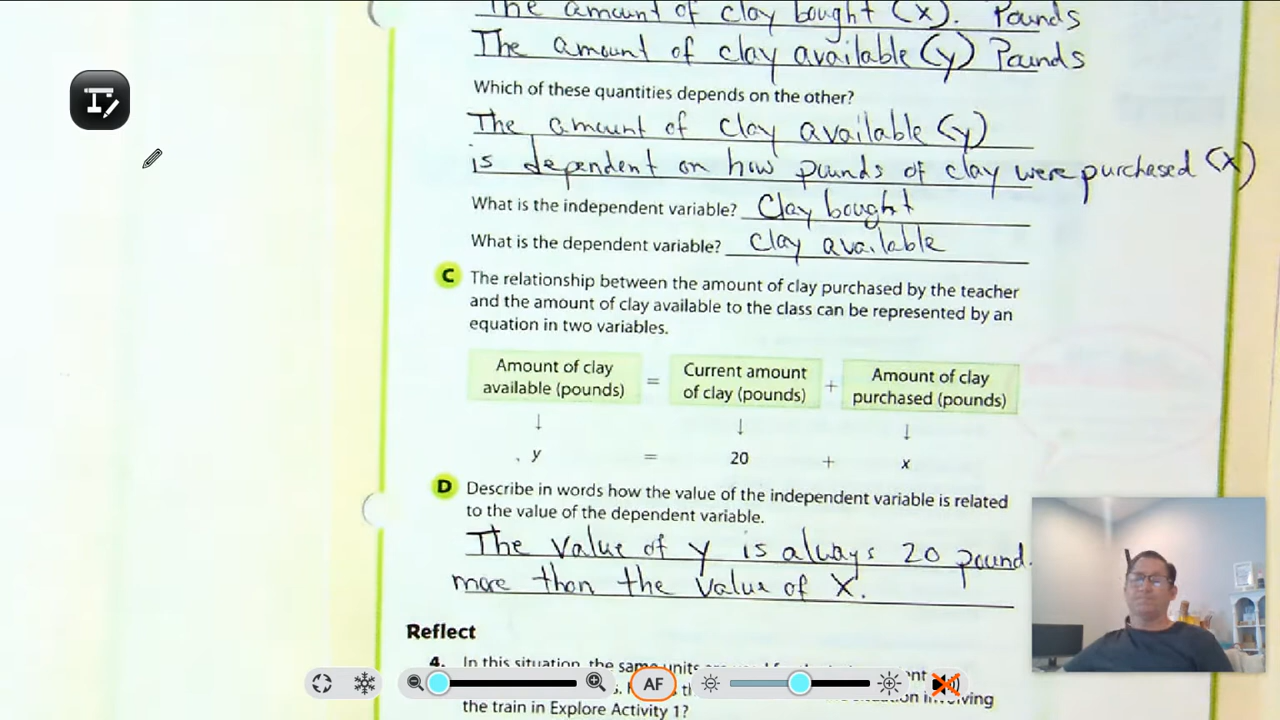 The amount of clay bought (x). Pounds
The amount of clay available (y) Pounds
Which of these quantities depends on the other?
The amount of clay available (y)
is dependent on how pounds of clay were purchased (x)
What is the independent variable? Clay bought
What is the dependent variable? Clay available
C The relationship between the amount of clay purchased by the teacher
and the amount of clay available to the class can be represented by an
equation in two variables.
Amount of clay available (pounds) = Current amount of clay (pounds) + Amount of clay purchased (pounds)
↓ ↓ ↓
y = 20 + x
D Describe in words how the value of the independent variable is related
to the value of the dependent variable.
The value of y is always 20 pound
more than the value of x.
Reflect
4. In this situation, the same units
situation involving
the train in Explore Activity 1?
AF